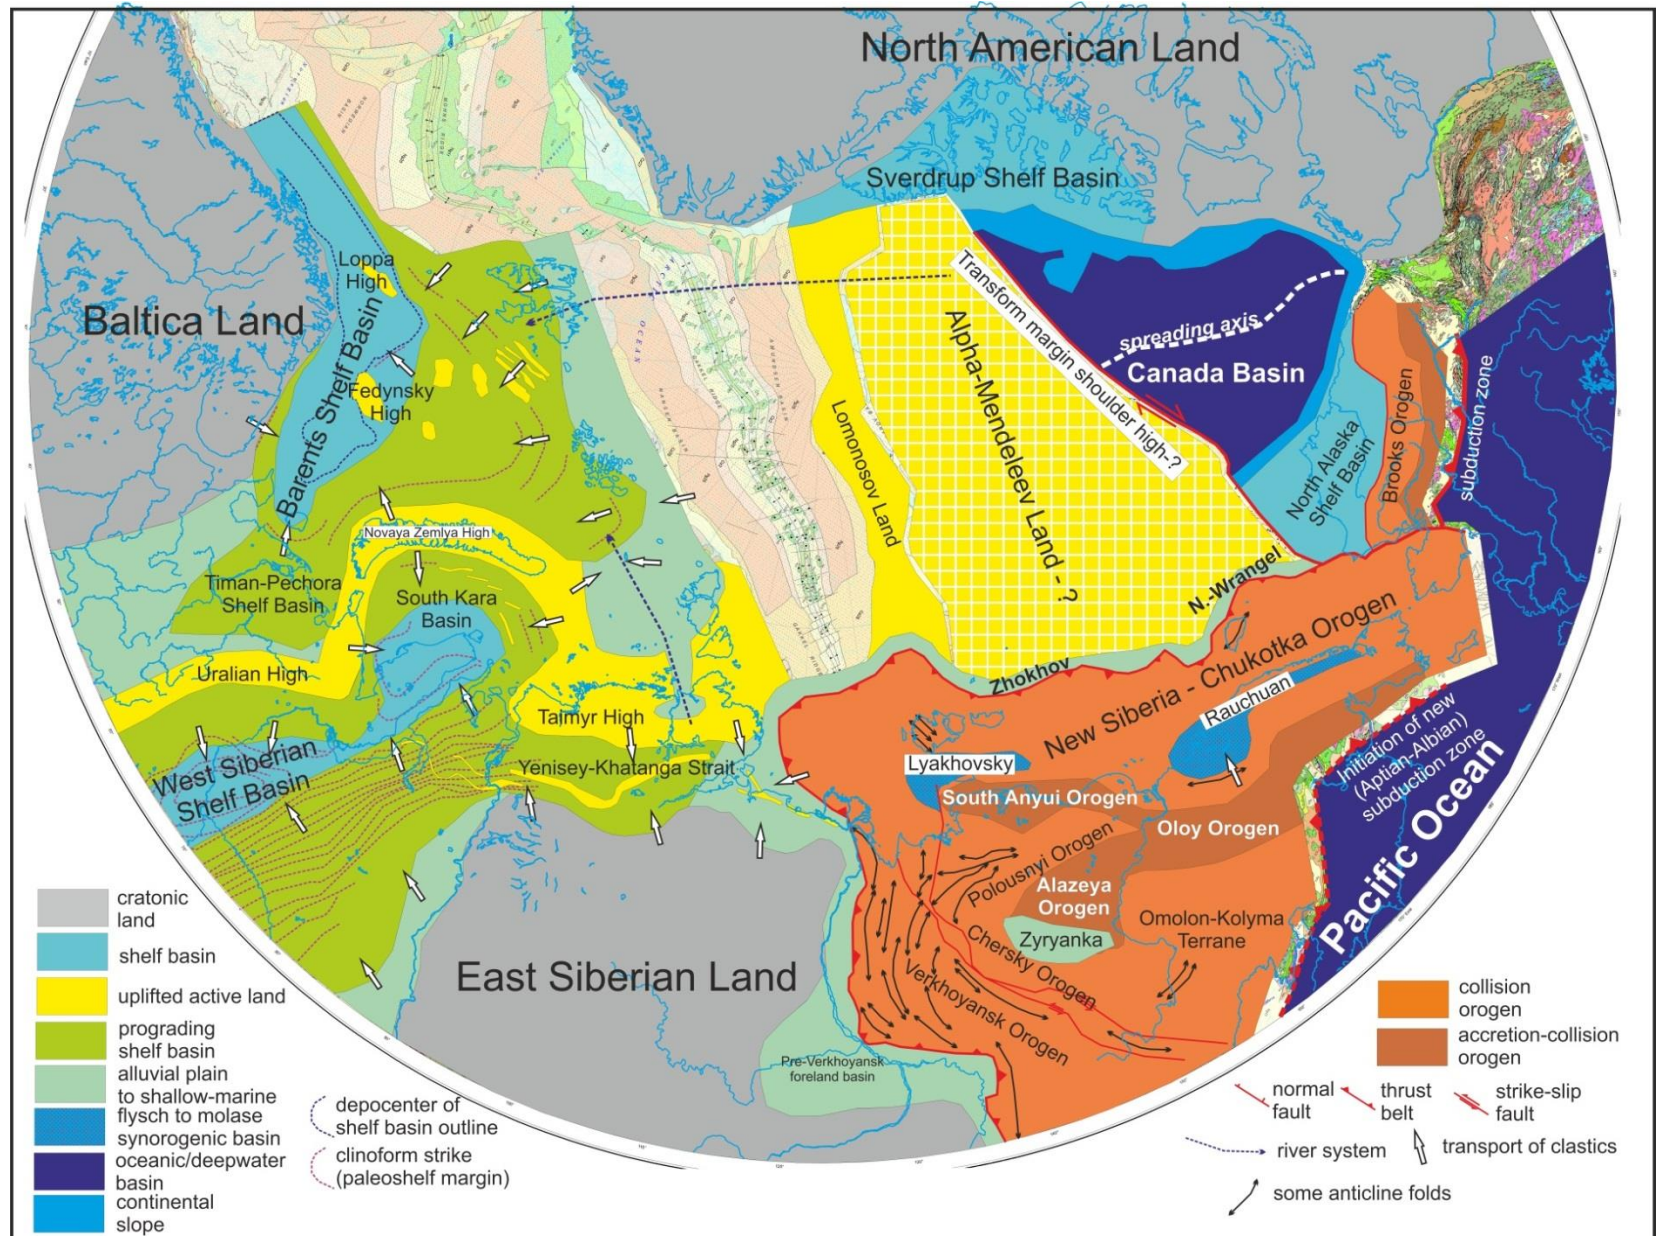 North American Land
Sverdrup Shelf Basin
Loppa
High
Baltica Land
Barents Shelf Basin
Fedynsky
High
Transform margin shoulder high-?
spreading axis
Canada Basin
Alpha-Mendeleev Land - ?
Lomonosov Land
North Alaska
Shelf Basin
Brooks Orogen
subduction zone
Novaya Zemlya High
Timan-Pechora
Shelf Basin
South Kara
Basin
Uralian High
Taimyr High
Yenisey-Khatanga Strait
West Siberian
Shelf Basin
N.-Wrangel
Zhokhov
New Siberia - Chukotka Orogen
Rauchuan
Lyakhovsky
South Anyui Orogen
Oloy Orogen
Polousnyi Orogen
Alazeya
Orogen
Zyryanka
Omolon-Kolyma
Terrane
Chersky Orogen
Verkhoyansk Orogen
Initiation of new
(Aptian-Albian)
subduction zone
Pacific Ocean
East Siberian Land
Pre-Verkhoyansk
foreland basin
cratonic
land
shelf basin
uplifted active land
prograding
shelf basin
alluvial plain
to shallow-marine
flysch to molase
synorogenic basin
oceanic/deepwater
basin
continental
slope
depocenter of
shelf basin outline
clinoform strike
(paleoshelf margin)
collision
orogen
accretion-collision
orogen
normal
fault
thrust
belt
strike-slip
fault
river system
transport of clastics
some anticline folds